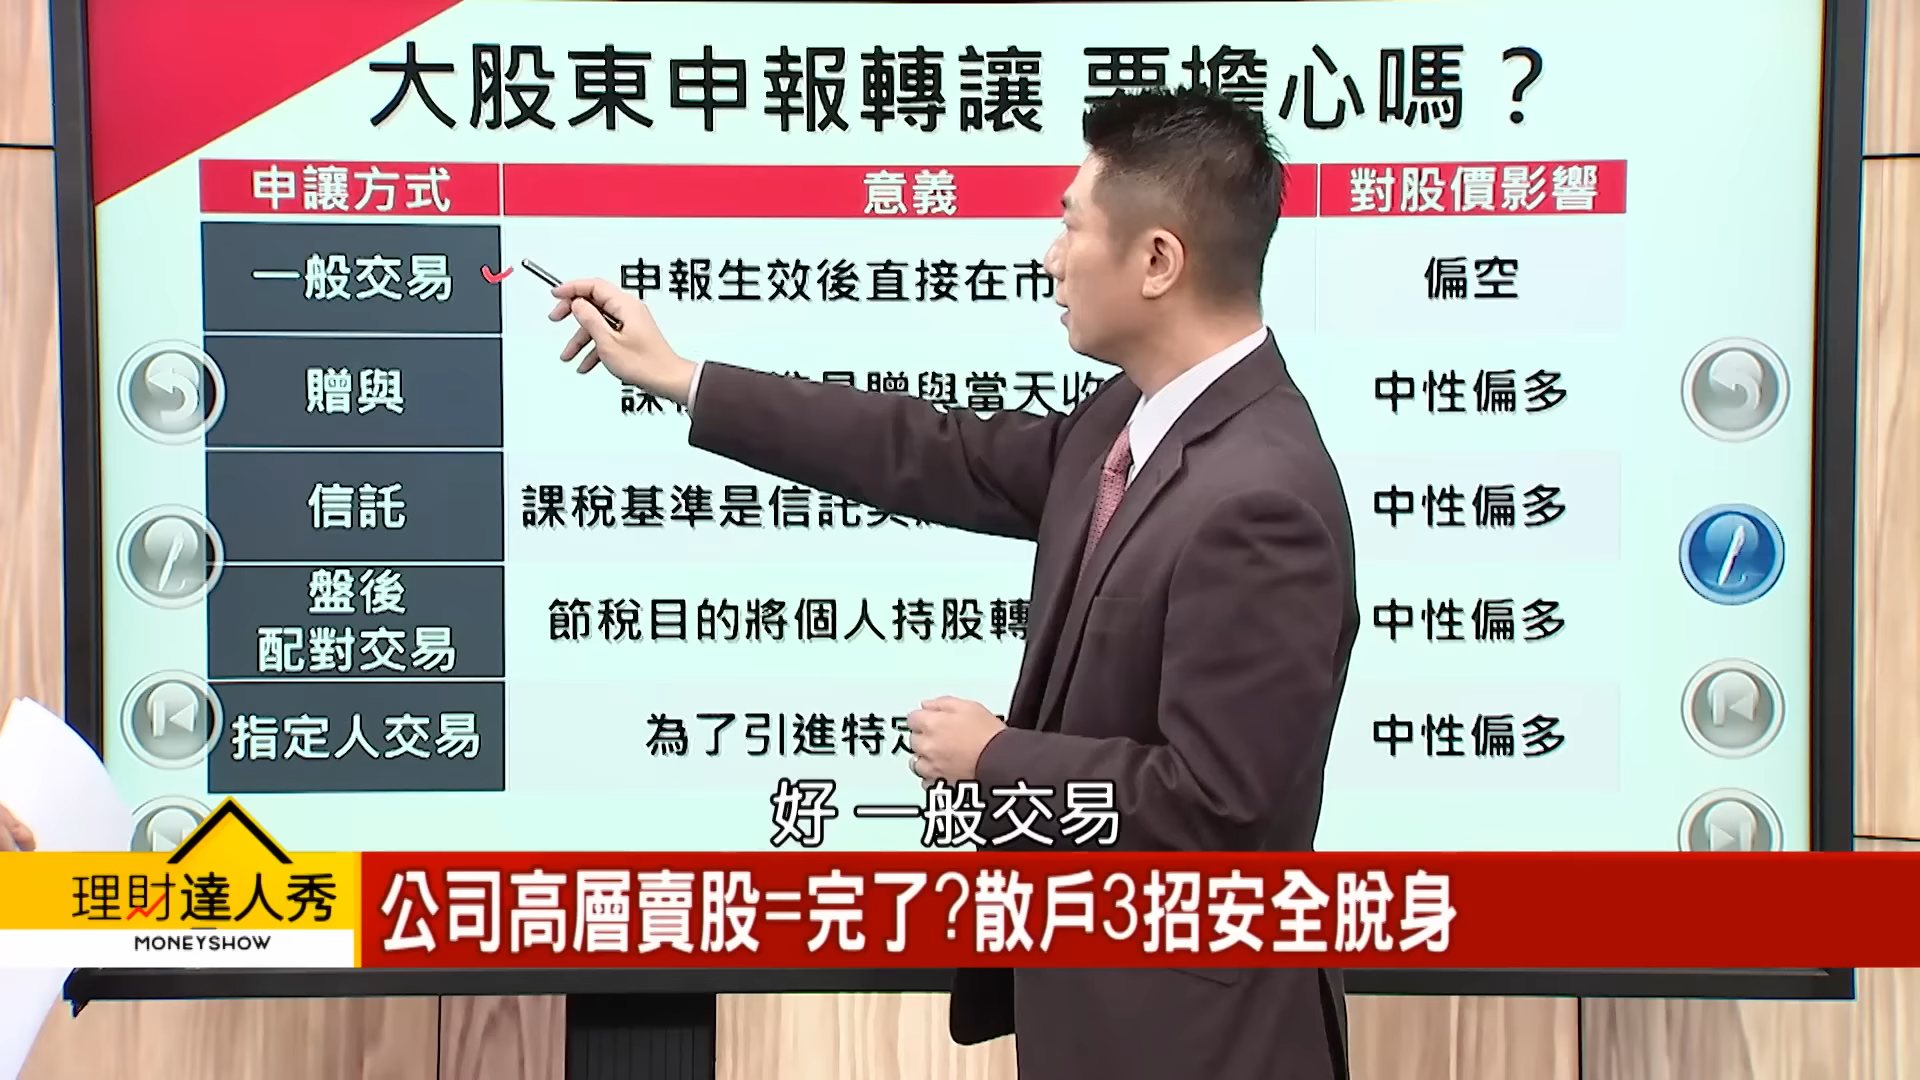 大股東申報轉讓 要擔心嗎？
申讓方式 意義 對股價影響
一般交易 申報生效後直接在市 偏空
贈與 贈與當天收 中性偏多
信託 課稅基準是信託 中性偏多
盤後
配對交易 節稅目的將個人持股轉 中性偏多
指定人交易 為了引進特定 中性偏多
好 一般交易
理財達人秀
MONEYSHOW
公司高層賣股=完了?散戶3招安全脫身